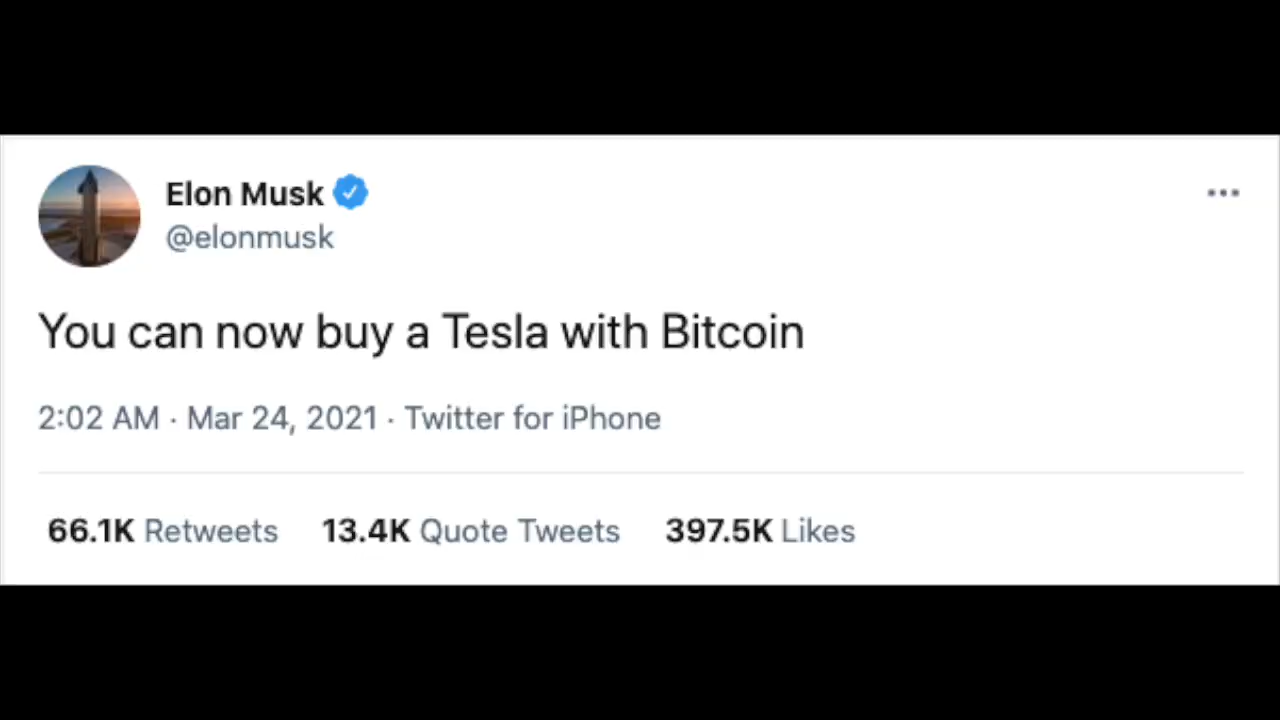 Elon Musk
@elonmusk
You can now buy a Tesla with Bitcoin
2:02 AM · Mar 24, 2021 · Twitter for iPhone
66.1K Retweets 13.4K Quote Tweets 397.5K Likes